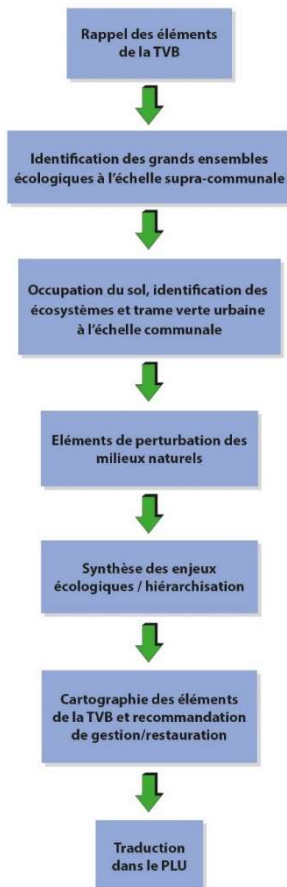 Rappel des éléments
de la TVB
Identification des grands ensembles
écologiques à l'échelle supra-communale
Occupation du sol, identification des
écosystèmes et trame verte urbaine
à l'échelle communale
Eléments de perturbation des
milieux naturels
Synthèse des enjeux
écologiques / hiérarchisation
Cartographie des éléments
de la TVB et recommandation
de gestion/restauration
Traduction
dans le PLU